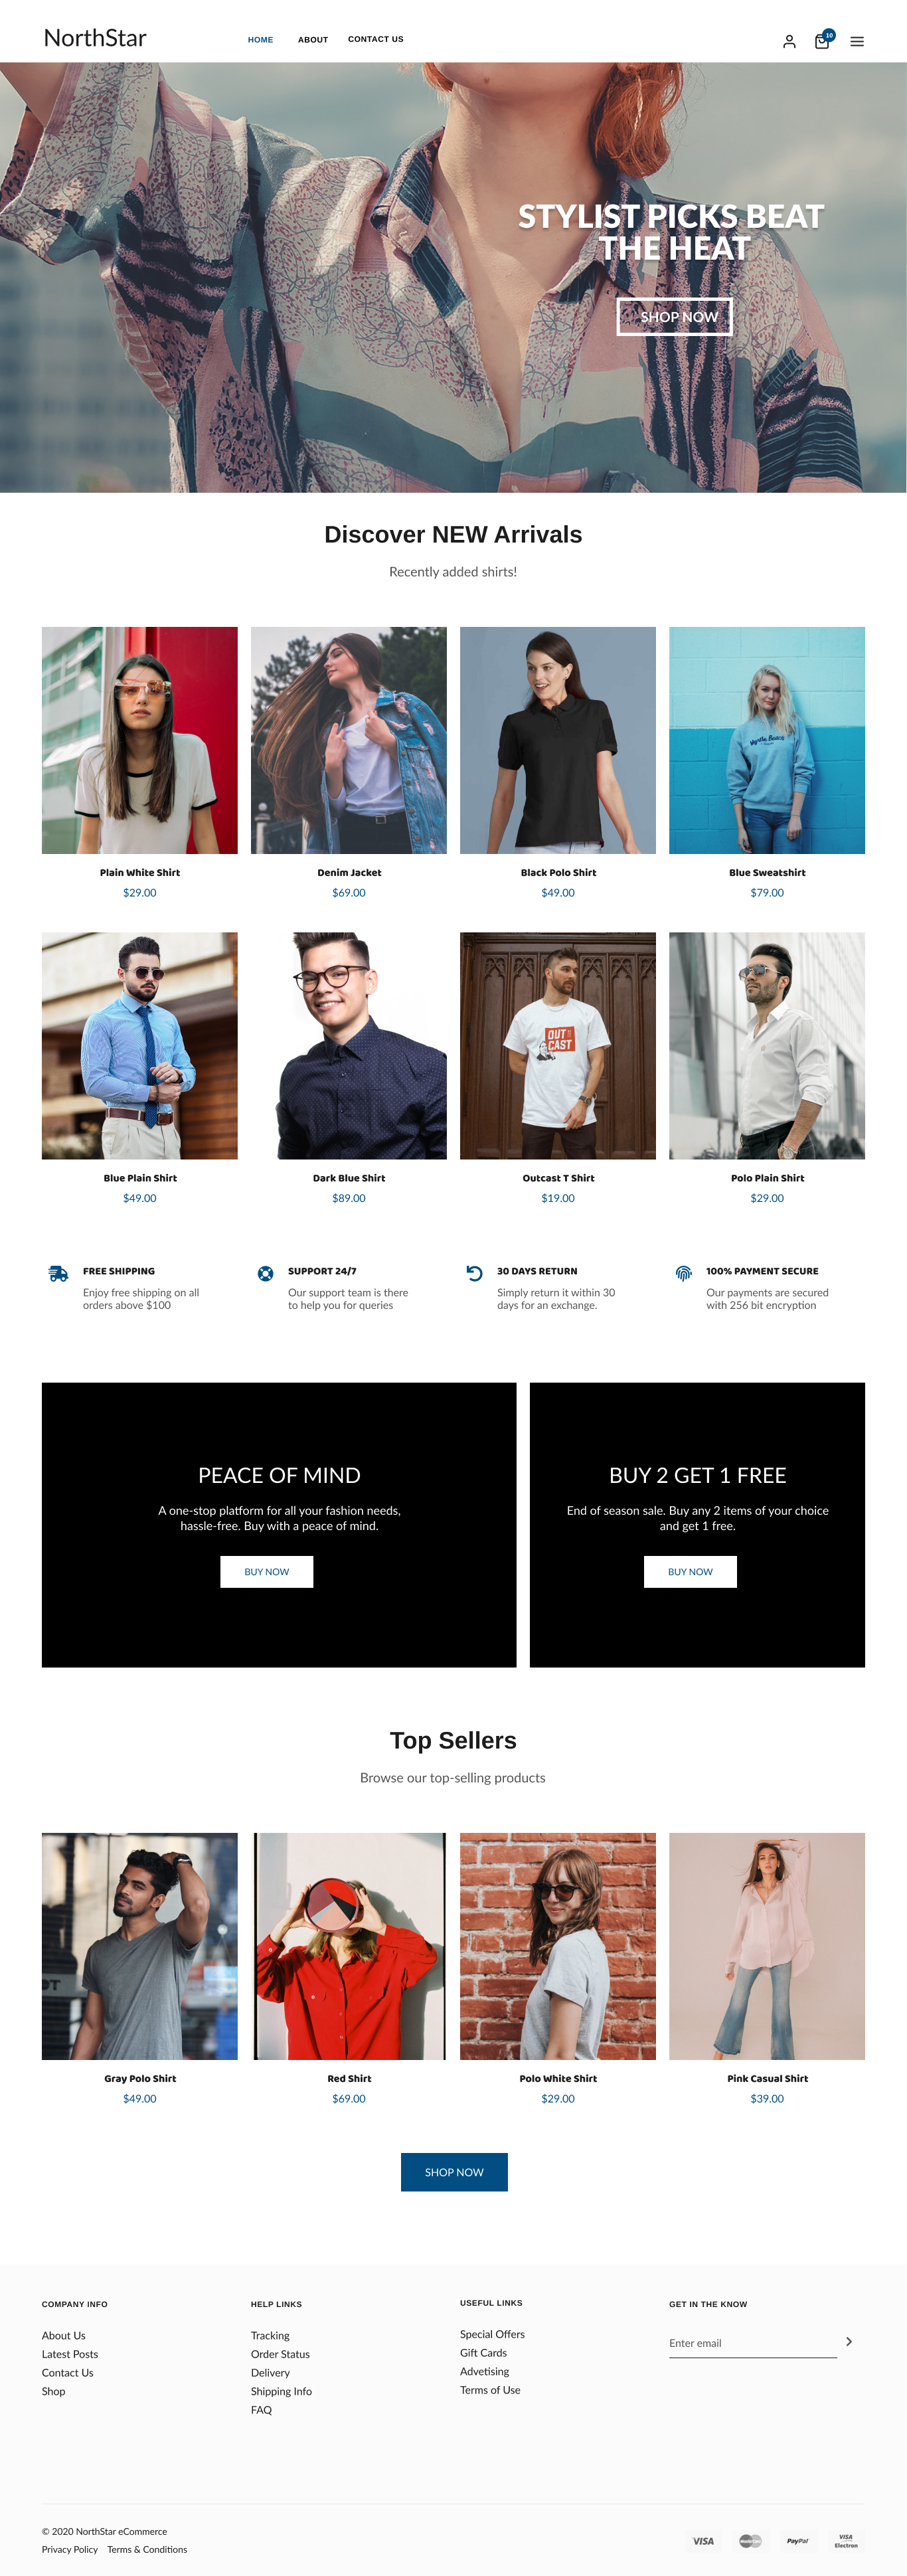 NorthStar
HOME ABOUT CONTACT US
10
STYLIST PICKS BEAT
THE HEAT
SHOP NOW
Discover NEW Arrivals
Recently added shirts!
Plain White Shirt
$29.00
Denim Jacket
$69.00
Black Polo Shirt
$49.00
Myrtle Beach
Blue Sweatshirt
$79.00
Blue Plain Shirt
$49.00
Dark Blue Shirt
$89.00
OUT
CAST
Outcast T Shirt
$19.00
Polo Plain Shirt
$29.00
FREE SHIPPING
Enjoy free shipping on all
orders above $100
SUPPORT 24/7
Our support team is there
to help you for queries
30 DAYS RETURN
Simply return it within 30
days for an exchange.
100% PAYMENT SECURE
Our payments are secured
with 256 bit encryption
PEACE OF MIND
A one-stop platform for all your fashion needs,
hassle-free. Buy with a peace of mind.
BUY NOW
BUY 2 GET 1 FREE
End of season sale. Buy any 2 items of your choice
and get 1 free.
BUY NOW
Top Sellers
Browse our top-selling products
Gray Polo Shirt
$49.00
Red Shirt
$69.00
Polo White Shirt
$29.00
Pink Casual Shirt
$39.00
SHOP NOW
COMPANY INFO
About Us
Latest Posts
Contact Us
Shop
HELP LINKS
Tracking
Order Status
Delivery
Shipping Info
FAQ
USEFUL LINKS
Special Offers
Gift Cards
Advetising
Terms of Use
GET IN THE KNOW
Enter email
© 2020 NorthStar eCommerce
Privacy Policy Terms & Conditions
VISA
PayPal
VISA
Electron